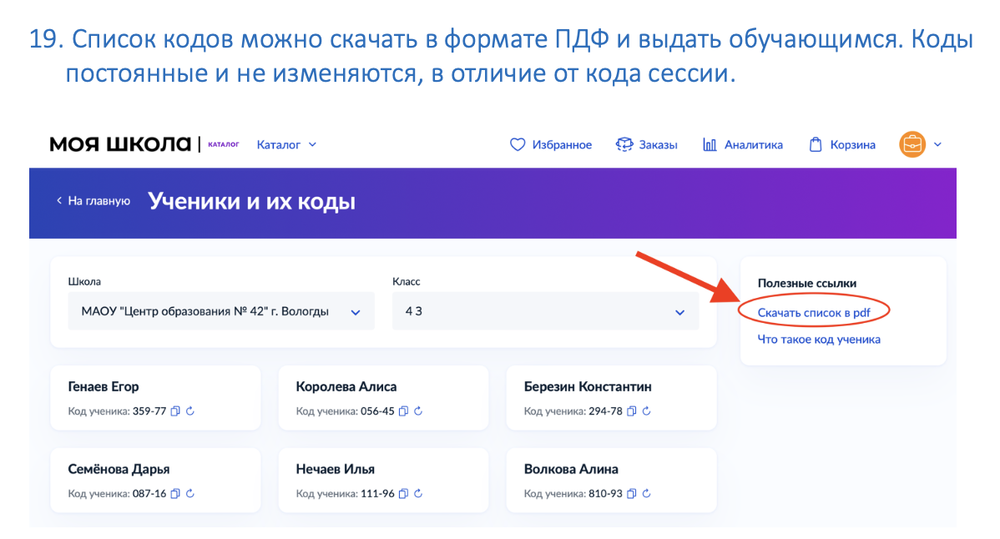 19. Список кодов можно скачать в формате ПДФ и выдать обучающимся. Коды
постоянные и не изменяются, в отличие от кода сессии.
МОЯ ШКОЛА | КАТАЛОГ Каталог Избранное Заказы Аналитика Корзина
< На главную Ученики и их коды
Школа Класс
МАОУ "Центр образования № 42" г. Вологды 4 З
Полезные ссылки
Скачать список в pdf
Что такое код ученика
Генаев Егор Королева Алиса Березин Константин
Код ученика: 359-77 Код ученика: 056-45 Код ученика: 294-78
Семёнова Дарья Нечаев Илья Волкова Алина
Код ученика: 087-16 Код ученика: 111-96 Код ученика: 810-93